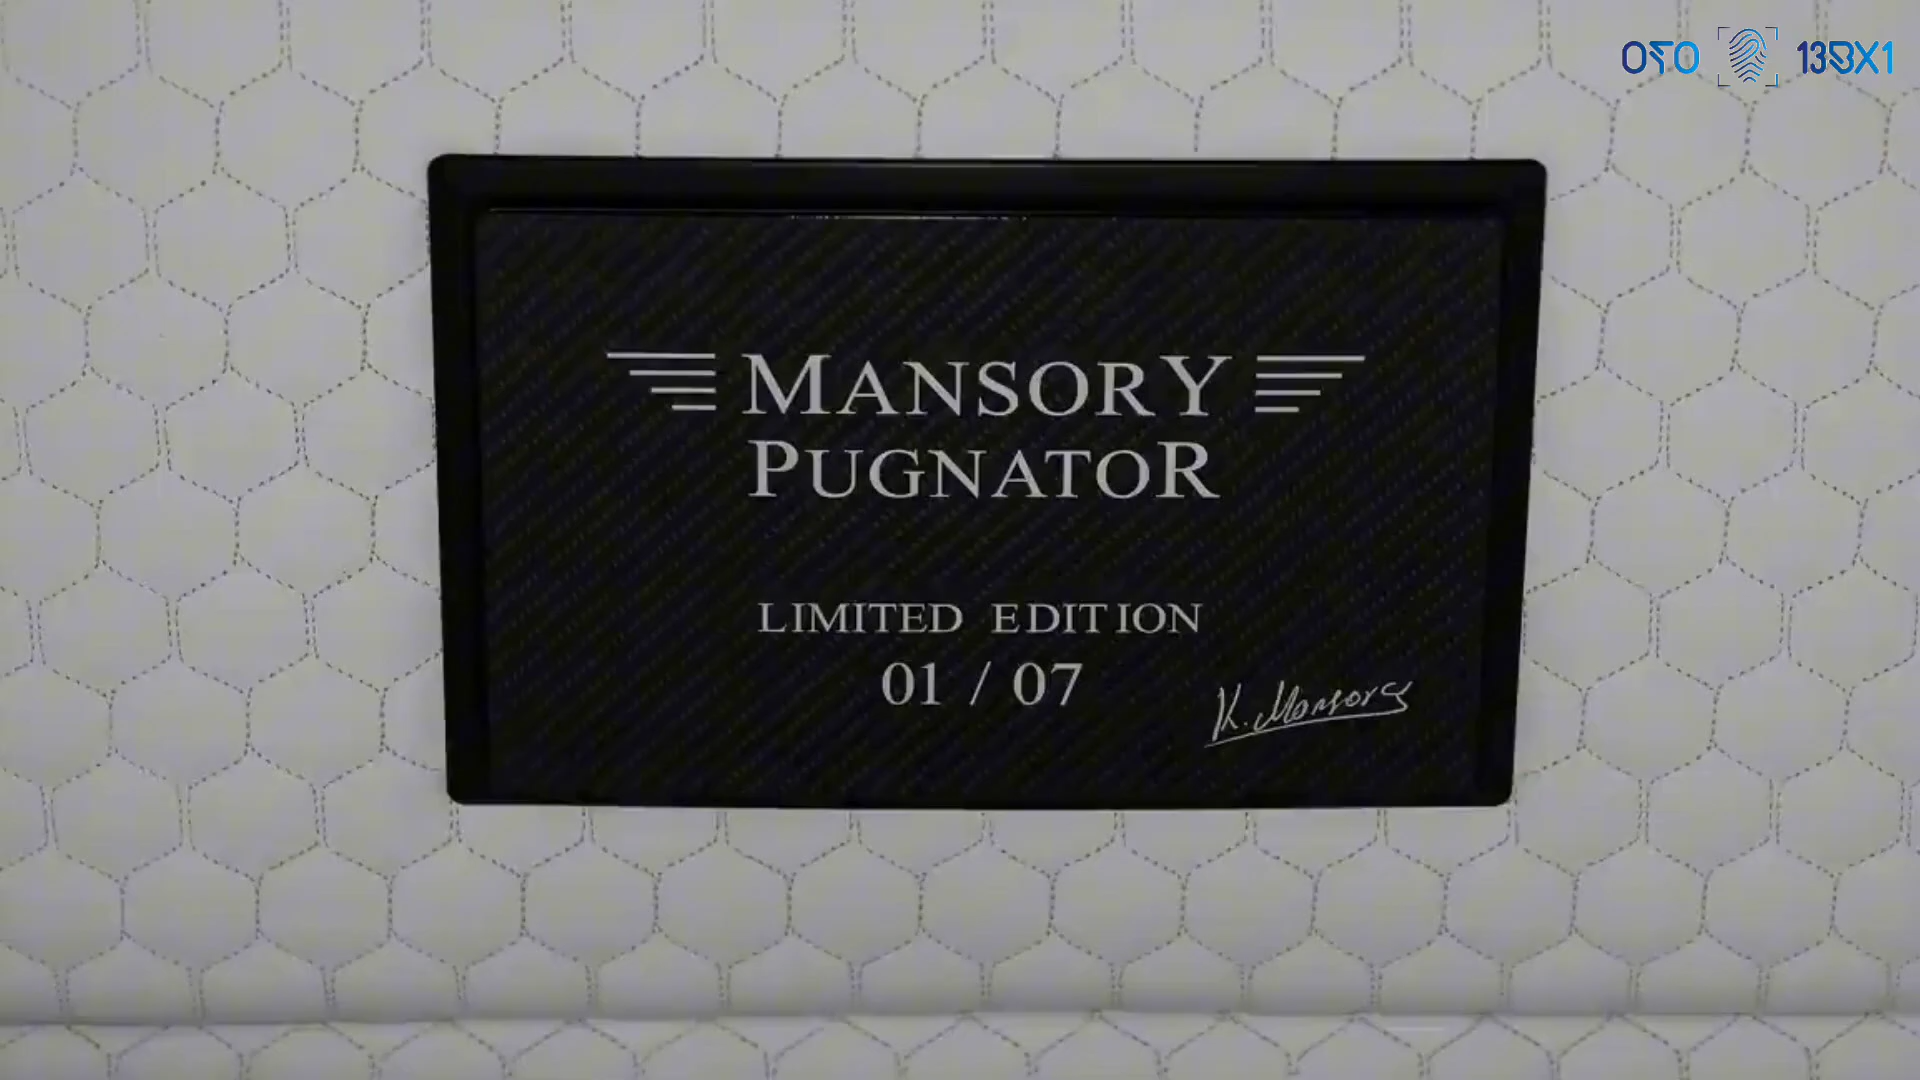 MANSORY
PUGNATOR
LIMITED EDITION
01 / 07
K. Mansory